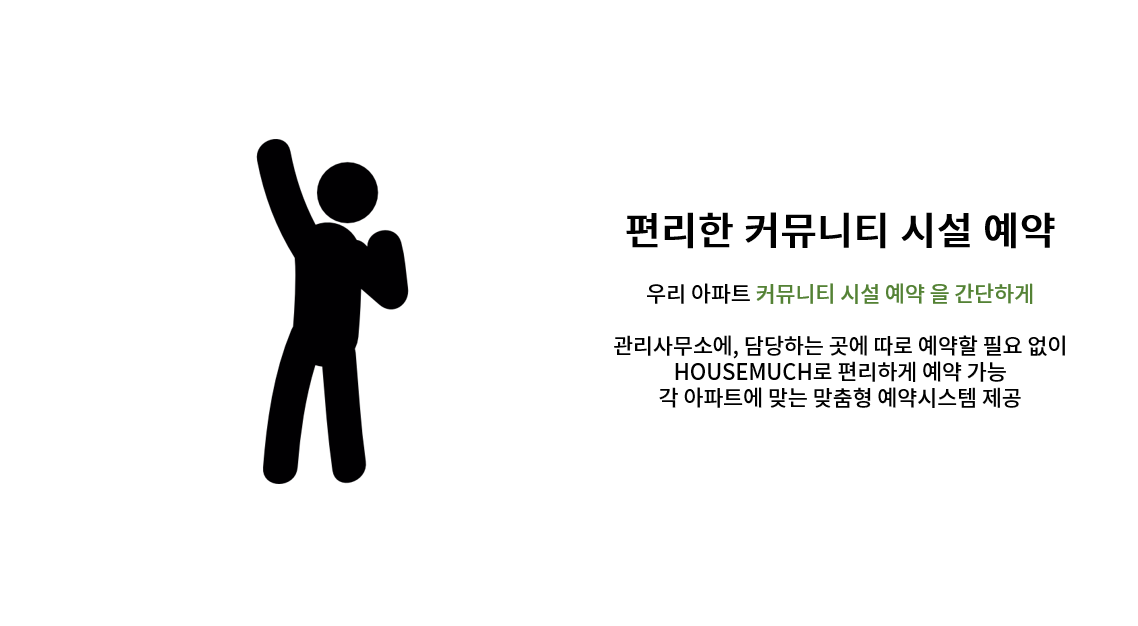 편리한 커뮤니티 시설 예약
우리 아파트 커뮤니티 시설 예약 을 간단하게
관리사무소에, 담당하는 곳에 따로 예약할 필요 없이
HOUSEMUCH로 편리하게 예약 가능
각 아파트에 맞는 맞춤형 예약시스템 제공